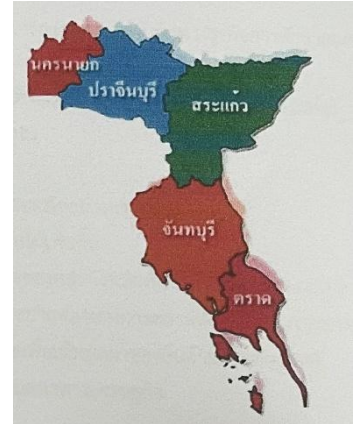 นครนายก
ปราจีนบุรี
สระแก้ว
จันทบุรี
ตราด